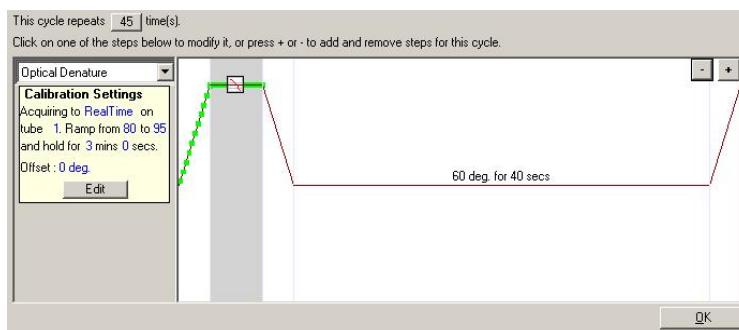 This cycle repeats 45 time(s).
Click on one of the steps below to modify it, or press + or - to add and remove steps for this cycle.
Optical Denature
- +
Calibration Settings
Acquiring to RealTime on
tube 1. Ramp from 80 to 95
and hold for 3 mins 0 secs.
Offset : 0 deg.
Edit
60 deg. for 40 secs
OK